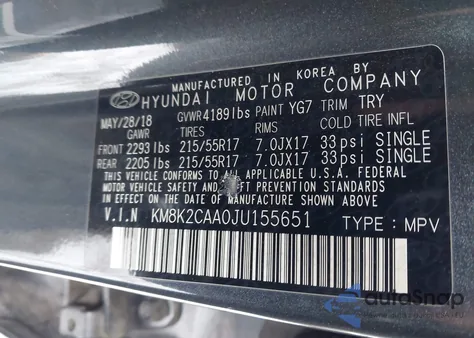 MANUFACTURED IN KOREA BY
HYUNDAI MOTOR COMPANY
MAY/28/18 GVWR 4189lbs PAINT YG7 TRIM TRY
GAWR TIRES RIMS COLD TIRE INFL
FRONT 2293 lbs 215/55R17 7.0JX17 33psi SINGLE
REAR 2205 lbs 215/55R17 7.0JX17 33psi SINGLE
THIS VEHICLE CONFORMS TO ALL APPLICABLE U.S.A. FEDERAL
MOTOR VEHICLE SAFETY, BUMPER, AND THEFT PREVENTION
STANDARDS IN EFFECT ON THE DATE OF MANUFACTURE SHOWN ABOVE.
V.I.N KM8K2CAA0JU155651 TYPE : MPV
autoSnap